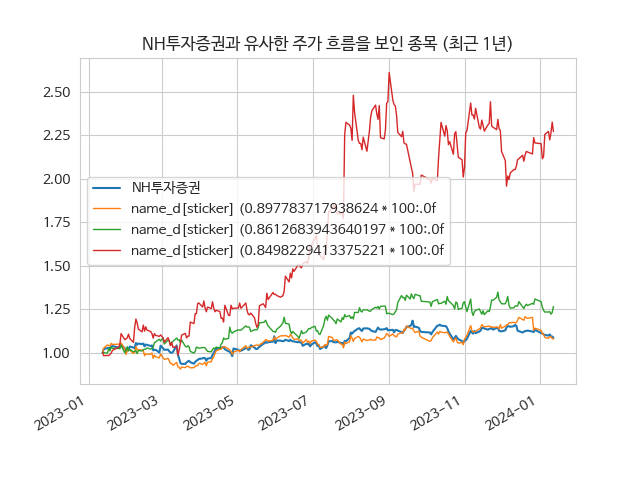 NH투자증권과 유사한 주가 흐름을 보인 종목 (최근 1년)
2.50
2.25
2.00
1.75
1.50
1.25
1.00
NH투자증권
name_d[sticker] (0.897783717938624 * 100:.0f
name_d[sticker] (0.8612683943640197 * 100:.0f
name_d[sticker] (0.8498229413375221 * 100:.0f
2023-01
2023-03
2023-05
2023-07
2023-09
2023-11
2024-01